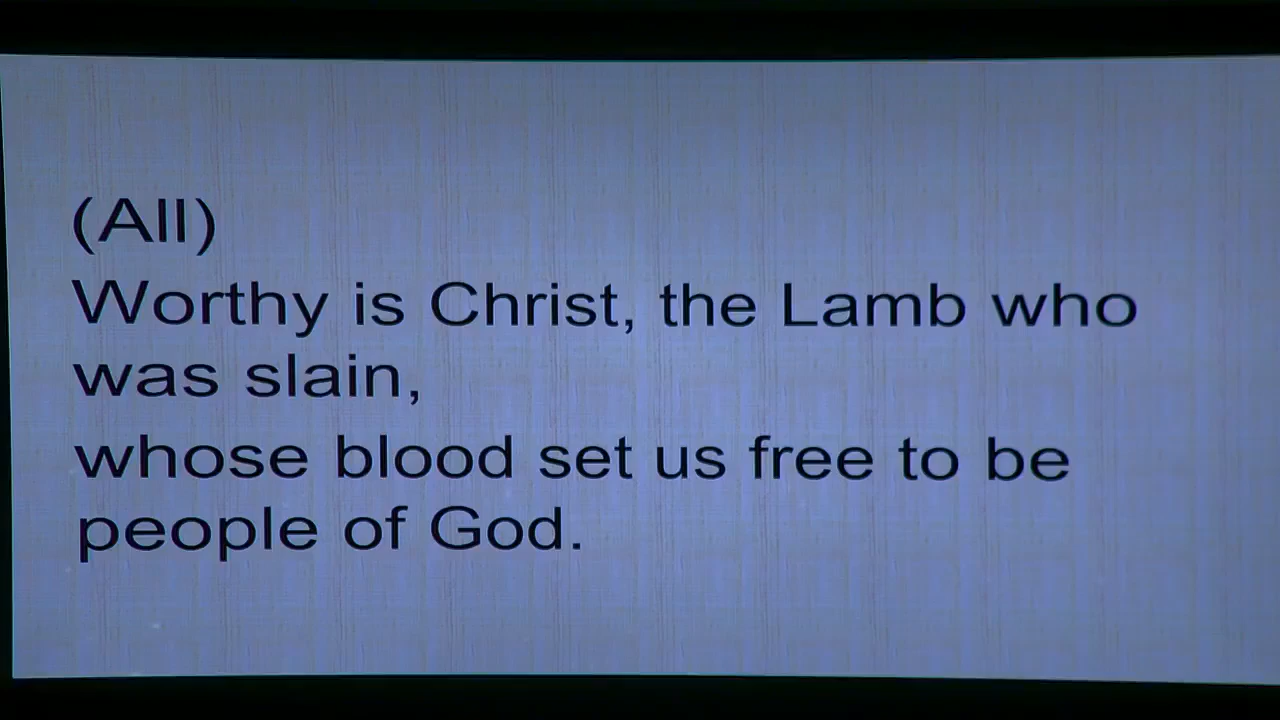 (All)
Worthy is Christ, the Lamb who
was slain,
whose blood set us free to be
people of God.